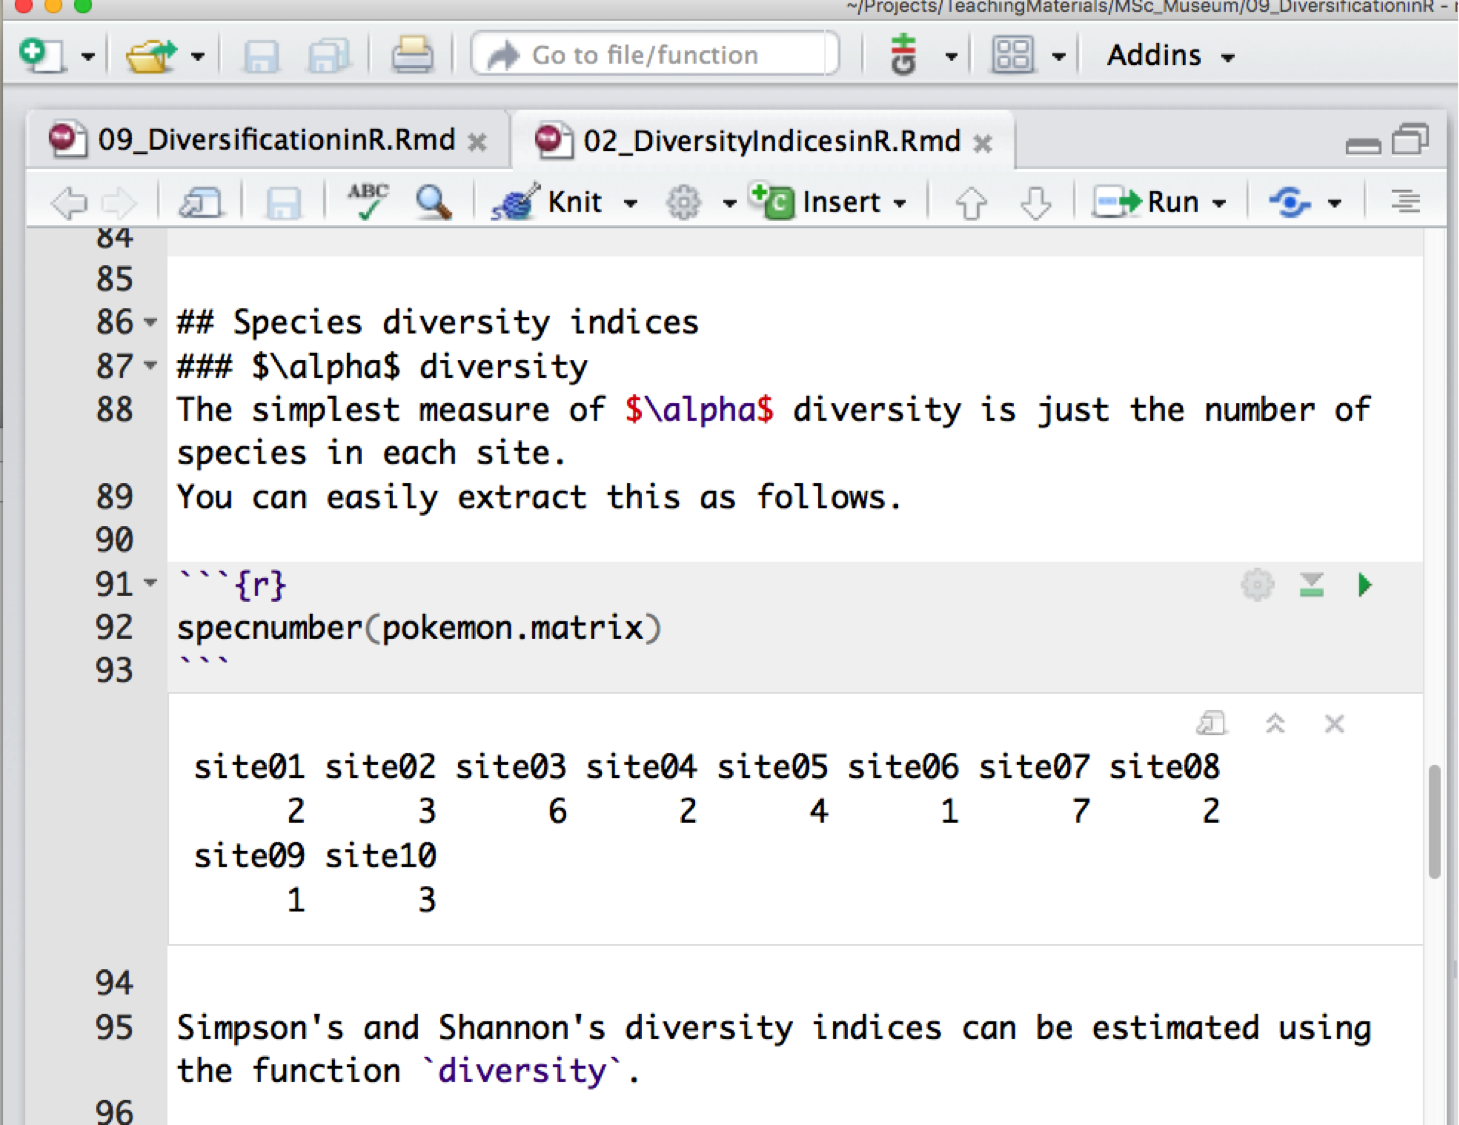 ~/Projects/TeachingMaterials/MSc_Museum/09_DiversificationinR -
Go to file/function
Addins
09_DiversificationinR.Rmd
02_DiversityIndicesinR.Rmd
ABC Knit Insert Run
84
85
86 ## Species diversity indices
87 ### $\alpha$ diversity
88 The simplest measure of $\alpha$ diversity is just the number of
species in each site.
89 You can easily extract this as follows.
90
91 ```{r}
92 specnumber(pokemon.matrix)
93 ```
site01 site02 site03 site04 site05 site06 site07 site08
2 3 6 2 4 1 7 2
site09 site10
1 3
94
95 Simpson's and Shannon's diversity indices can be estimated using
the function `diversity`.
96